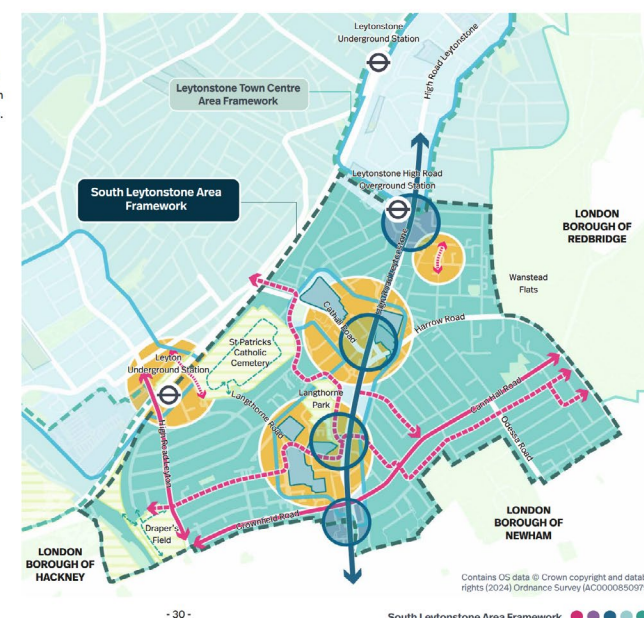 Leytonstone
Underground Station
High Road Leytonstone
Leytonstone Town Centre
Area Framework
Leytonstone High Road
Overground Station
South Leytonstone Area
Framework
LONDON
BOROUGH OF
REDBRIDGE
Wanstead
Flats
Harrow Road
Cathall Road
St Patricks
Catholic
Cemetery
Leyton
Underground Station
Langthorne
Park
Langthorne Road
Cann Hall Road
Odessa Road
High Road Leyton
Crownfield Road
Draper's
Field
LONDON
BOROUGH OF
NEWHAM
LONDON
BOROUGH OF
HACKNEY
Contains OS data © Crown copyright and datab
rights (2024) Ordnance Survey (AC000085097
- 30 -
South Leytonstone Area Framework